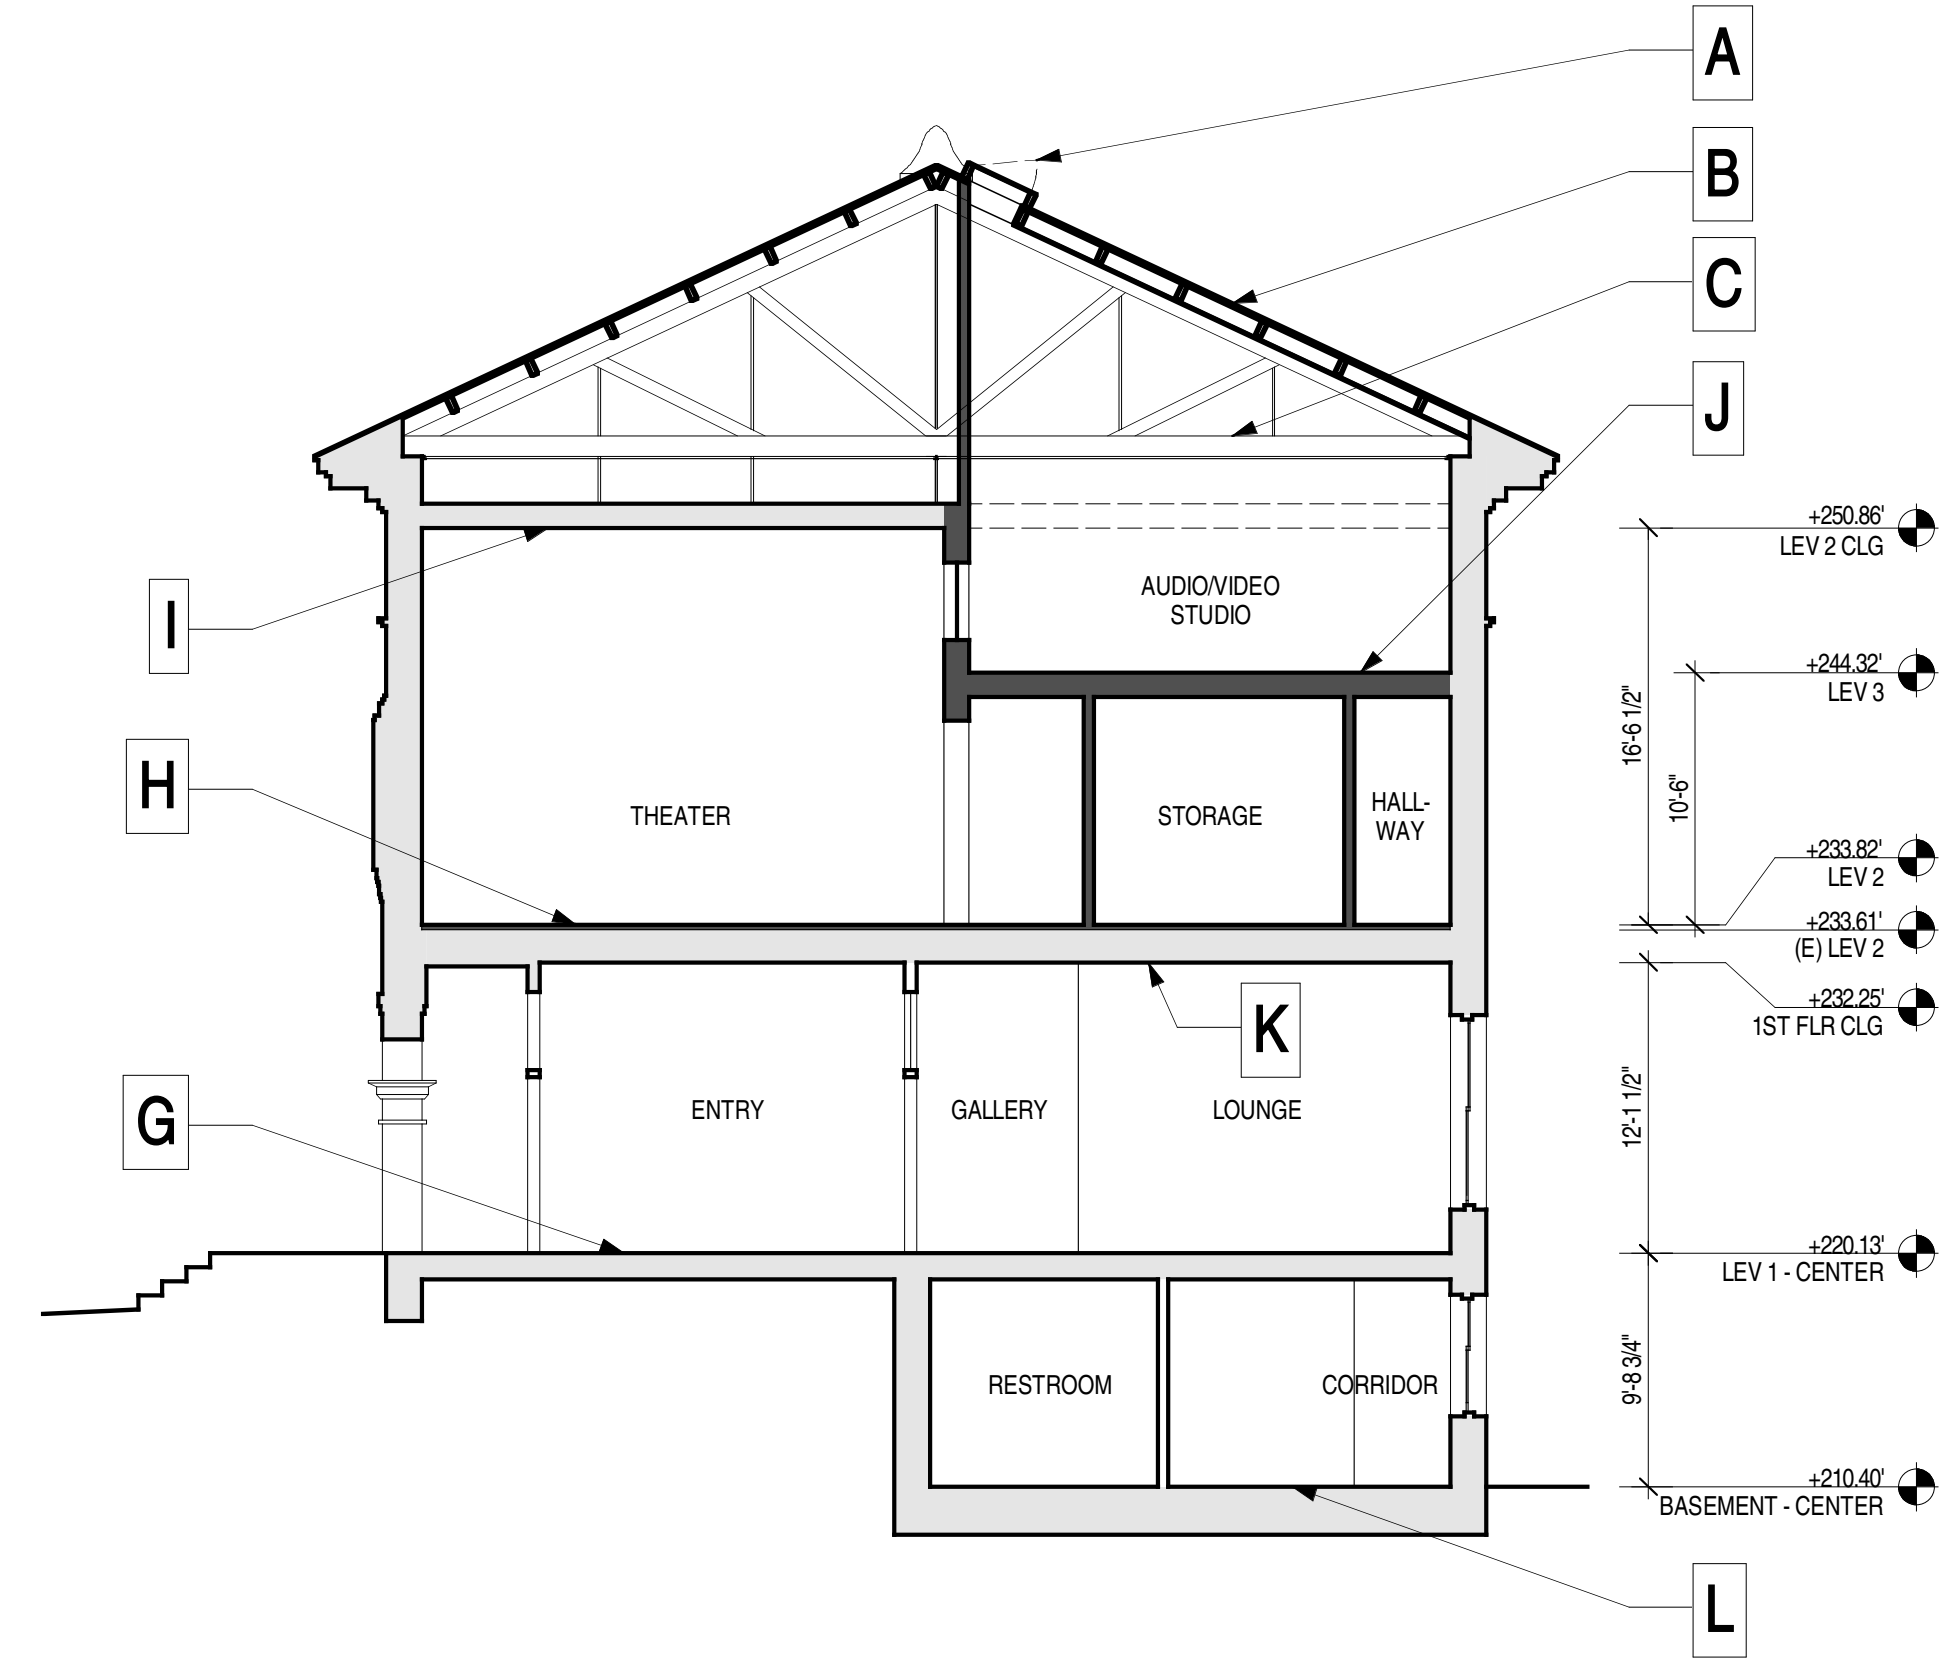 A
B
C
J
+250.86'
LEV 2 CLG
AUDIO/VIDEO
STUDIO
I
+244.32'
LEV 3
16'-6 1/2"
10'-6"
H
THEATER
STORAGE
HALL-
WAY
+233.82'
LEV 2
+233.61'
(E) LEV 2
+232.25'
1ST FLR CLG
K
G
ENTRY
GALLERY
LOUNGE
12'-1 1/2"
+220.13'
LEV 1 - CENTER
RESTROOM
CORRIDOR
9'-8 3/4"
+210.40'
BASEMENT - CENTER
L